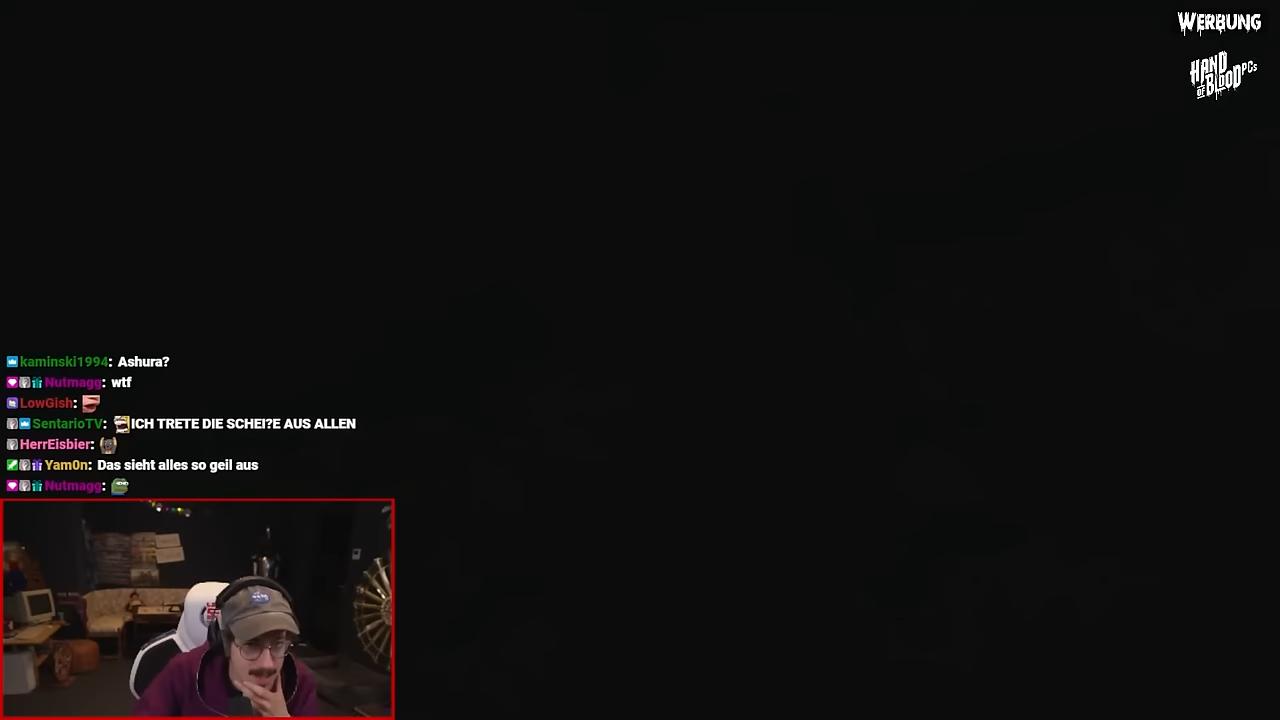 WERBUNG
HAND OF BLOOD PCs
kaminski1994: Ashura?
Nutmagg: wtf
LowGish:
SentarioTV: ICH TRETE DIE SCHEI?E AUS ALLEN
HerrEisbier:
Yam0n: Das sieht alles so geil aus
Nutmagg: